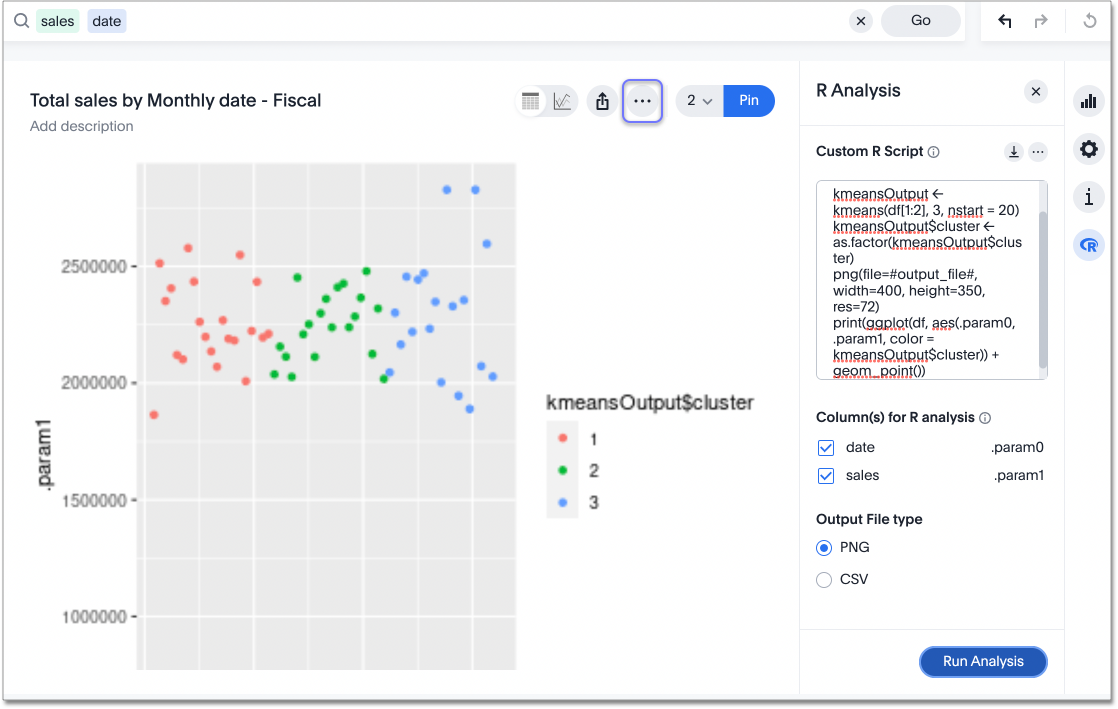 sales date
Go
Total sales by Monthly date - Fiscal
Add description
2
Pin
2500000
2000000
1500000
1000000
.param1
kmeansOutput$cluster
1
2
3
R Analysis
Custom R Script
kmeansOutput <-
kmeans(df[1:2], 3, nstart = 20)
kmeansOutput$cluster <-
as.factor(kmeansOutput$clus
ter)
png(file=#output_file#,
width=400, height=350,
res=72)
print(ggplot(df, aes(.param0,
.param1, color =
kmeansOutput$cluster)) +
geom_point())
Column(s) for R analysis
date .param0
sales .param1
Output File type
PNG
CSV
Run Analysis
R